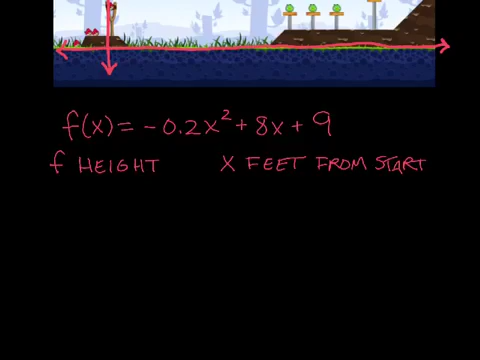 f(x) = -0.2x² + 8x + 9
f HEIGHT X FEET FROM START